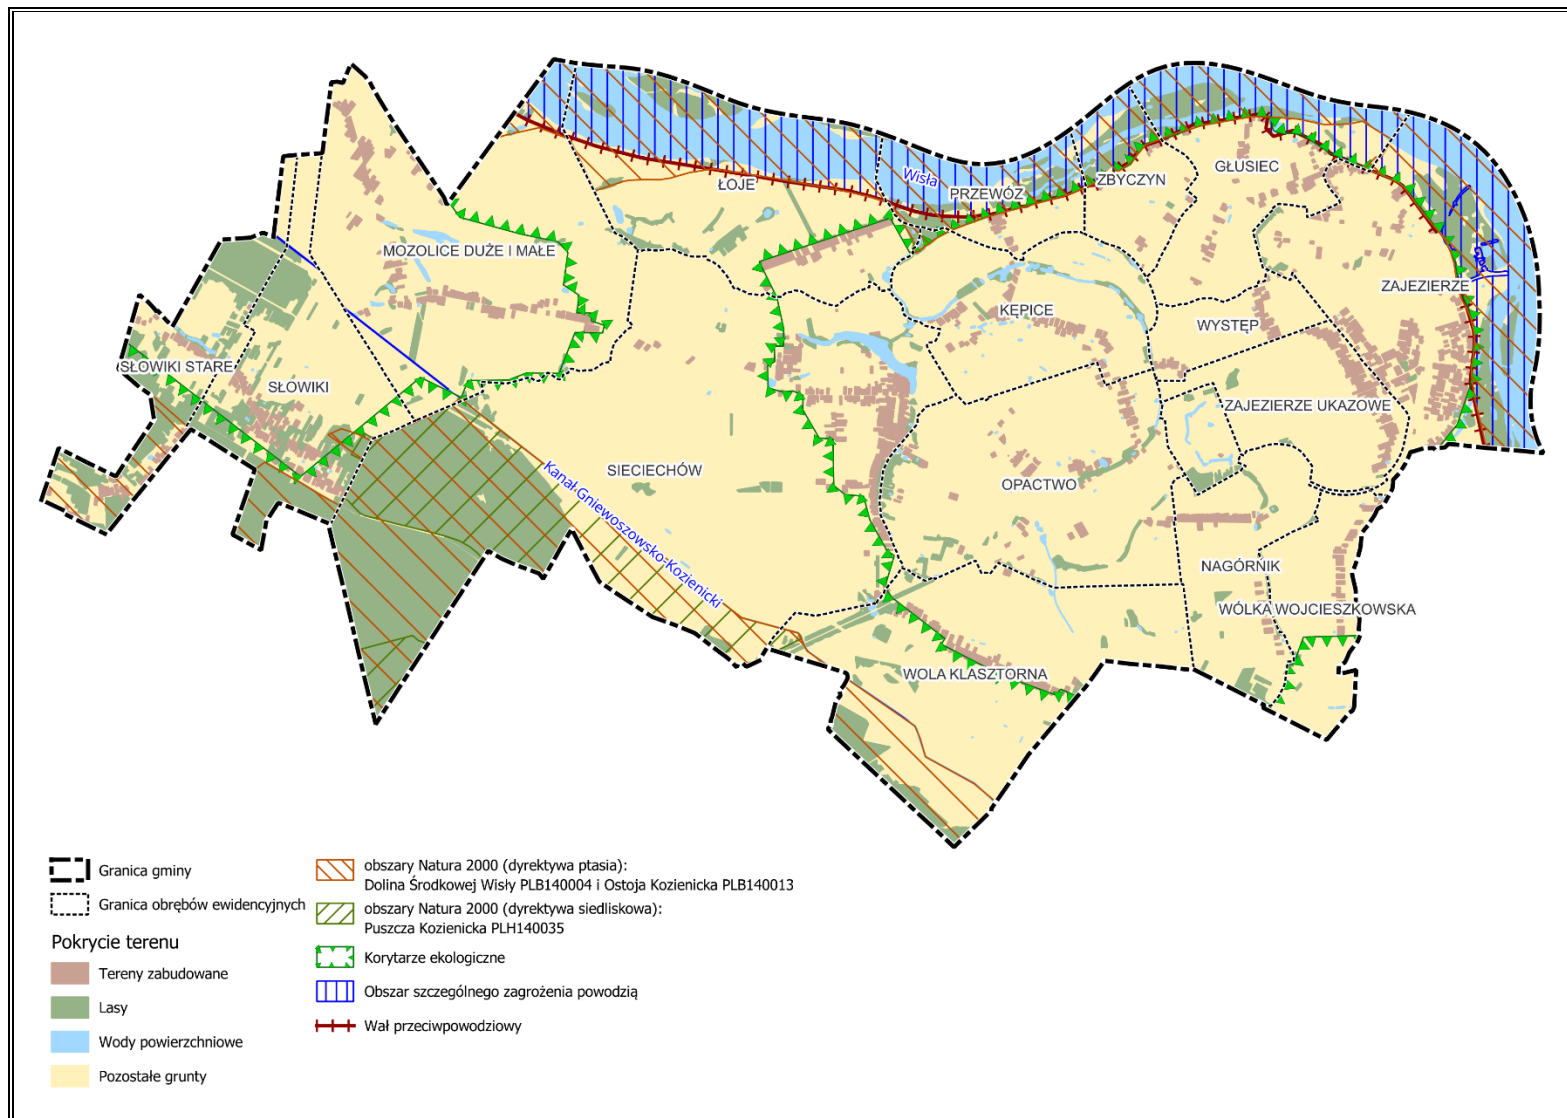 Wisła
GŁUSIEC
ZBYCZYN
ŁOJE
PRZEWÓZ
MOZOLICE DUŻE I MAŁE
ZAJEZIERZE
KĘPICE
WYSTĘP
SŁOWIKI STARE
SŁOWIKI
ZAJEZIERZE UKAZOWE
SIECIECHÓW
OPACTWO
Kanał Gniewoszowsko-Kozienicki
NAGÓRNIK
WÓLKA WOJCIESZKOWSKA
WOLA KLASZTORNA
Granica gminy
Granica obrębów ewidencyjnych
Pokrycie terenu
Tereny zabudowane
Lasy
Wody powierzchniowe
Pozostałe grunty
obszary Natura 2000 (dyrektywa ptasia):
Dolina Środkowej Wisły PLB140004 i Ostoja Kozienicka PLB140013
obszary Natura 2000 (dyrektywa siedliskowa):
Puszcza Kozienicka PLH140035
Korytarze ekologiczne
Obszar szczególnego zagrożenia powodzią
Wał przeciwpowodziowy